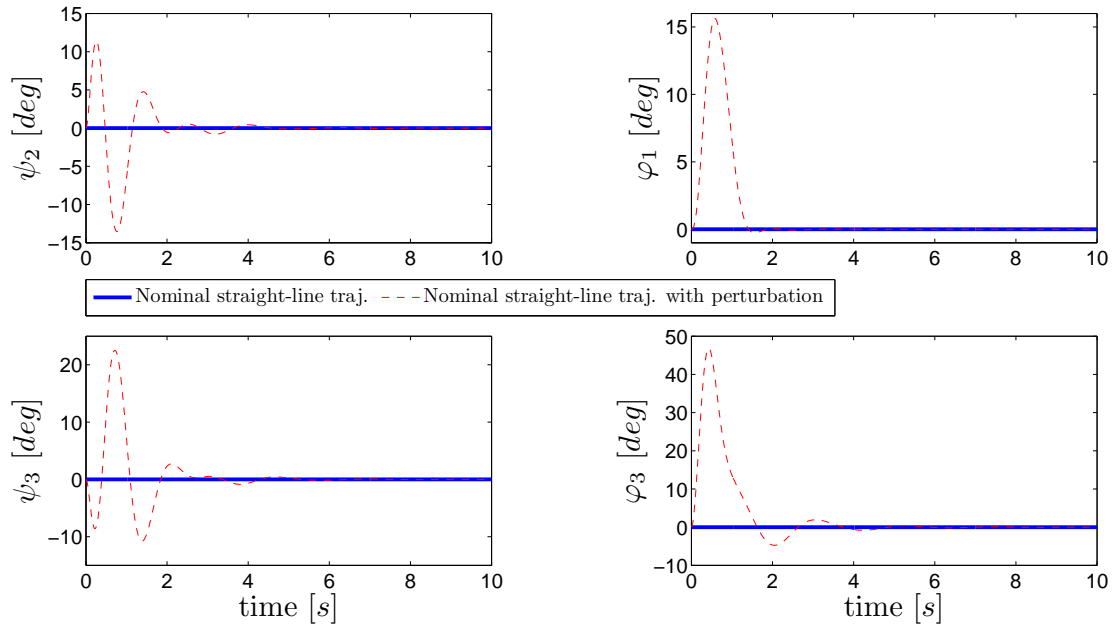 15
10
5
0
−5
−10
−15
ψ2 [deg]
0 2 4 6 8 10
15
10
5
0
φ1 [deg]
0 2 4 6 8 10
Nominal straight-line traj. Nominal straight-line traj. with perturbation
20
10
0
−10
ψ3 [deg]
0 2 4 6 8 10
time [s]
50
40
30
20
10
0
−10
φ3 [deg]
0 2 4 6 8 10
time [s]